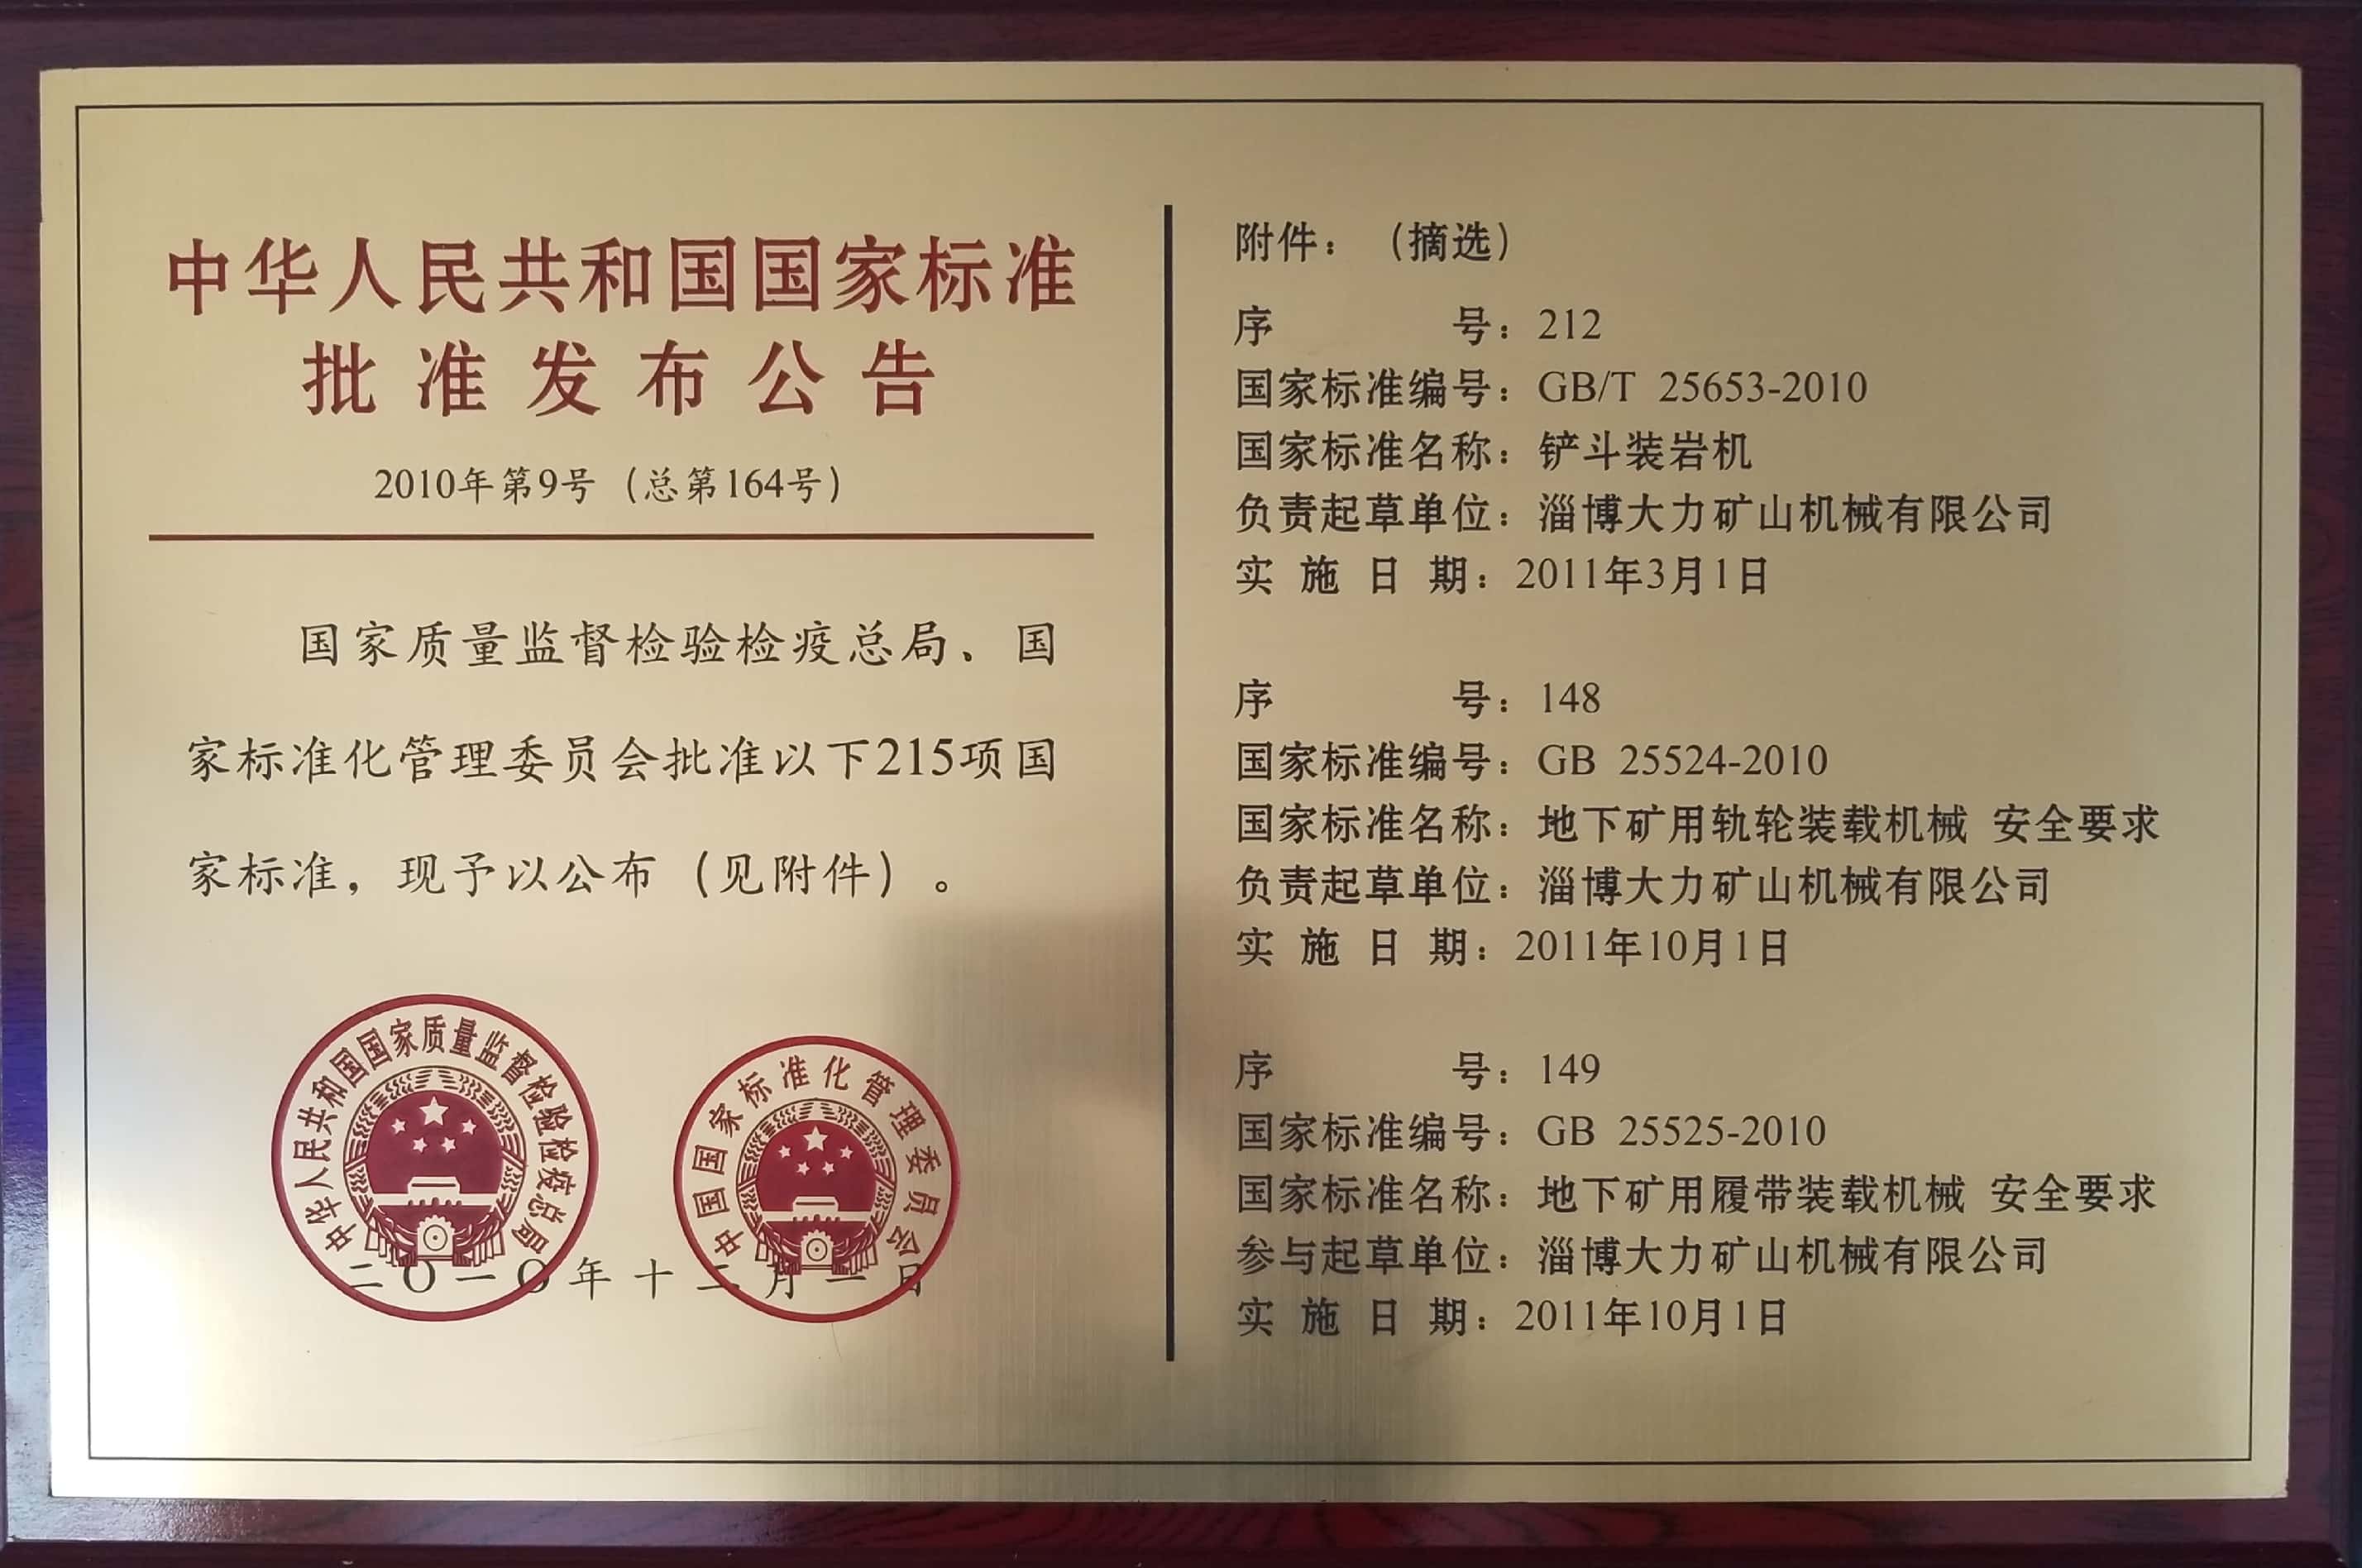 中华人民共和国国家标准
批准发布公告
2010年第9号（总第164号）
国家质量监督检验检疫总局、国
家标准化管理委员会批准以下215项国
家标准，现予以公布（见附件）。
中华人民共和国国家质量监督检验检疫总局
中国国家标准化管理委员会
二〇一〇年十二月一日
附件：（摘选）
序 号：212
国家标准编号：GB/T 25653-2010
国家标准名称：铲斗装岩机
负责起草单位：淄博大力矿山机械有限公司
实施日期：2011年3月1日
序 号：148
国家标准编号：GB 25524-2010
国家标准名称：地下矿用轨轮装载机械 安全要求
负责起草单位：淄博大力矿山机械有限公司
实施日期：2011年10月1日
序 号：149
国家标准编号：GB 25525-2010
国家标准名称：地下矿用履带装载机械 安全要求
参与起草单位：淄博大力矿山机械有限公司
实施日期：2011年10月1日